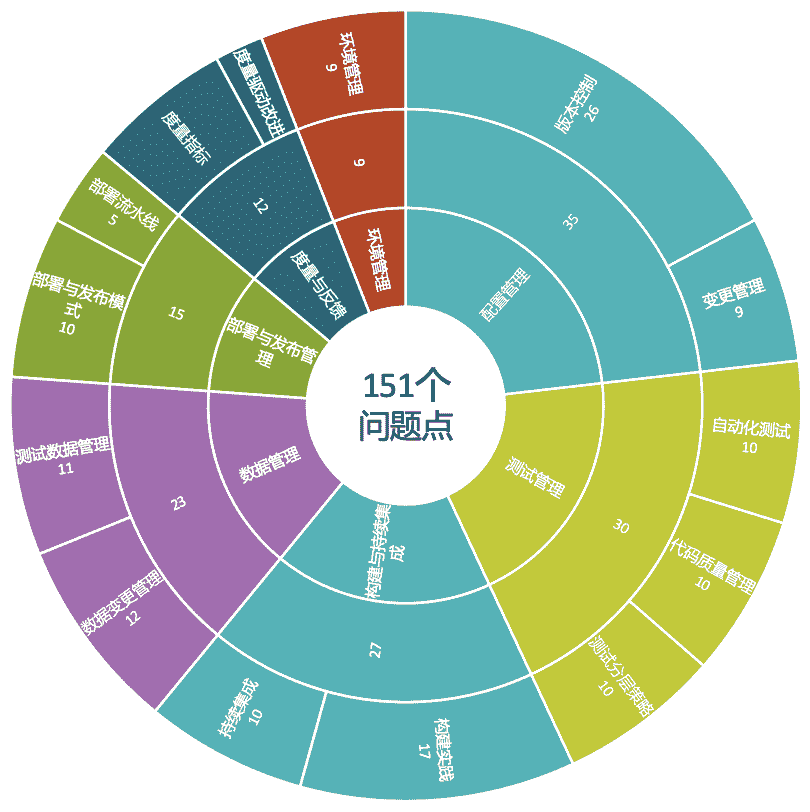 151个
问题点
配置管理
35
版本控制
26
变更管理
9
测试管理
30
自动化测试
10
代码质量管理
10
测试分层策略
10
构建与持续集
成
27
构建实践
17
持续集成
10
数据管理
23
数据变更管理
12
测试数据管理
11
部署与发布管
理
15
部署与发布模
式
10
部署流水线
5
度量与反馈
12
度量指标
度量驱动改进
环境管理
9
环境管理
9